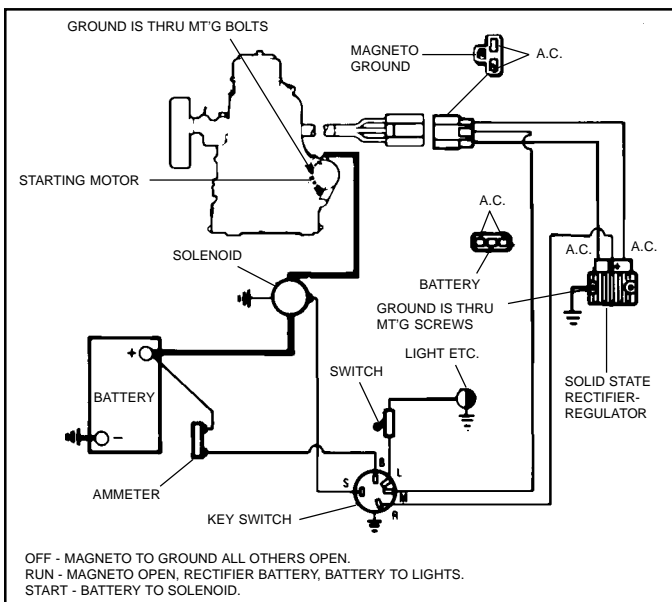 GROUND IS THRU MT'G BOLTS
MAGNETO
GROUND
A.C.
STARTING MOTOR
A.C.
SOLENOID
A.C.
A.C.
BATTERY
+
GROUND IS THRU
MT'G SCREWS
LIGHT ETC.
SWITCH
SOLID STATE
RECTIFIER-
REGULATOR
+
BATTERY
-
AMMETER
B
L
S
M
R
KEY SWITCH
OFF - MAGNETO TO GROUND ALL OTHERS OPEN.
RUN - MAGNETO OPEN, RECTIFIER BATTERY, BATTERY TO LIGHTS.
START - BATTERY TO SOLENOID.